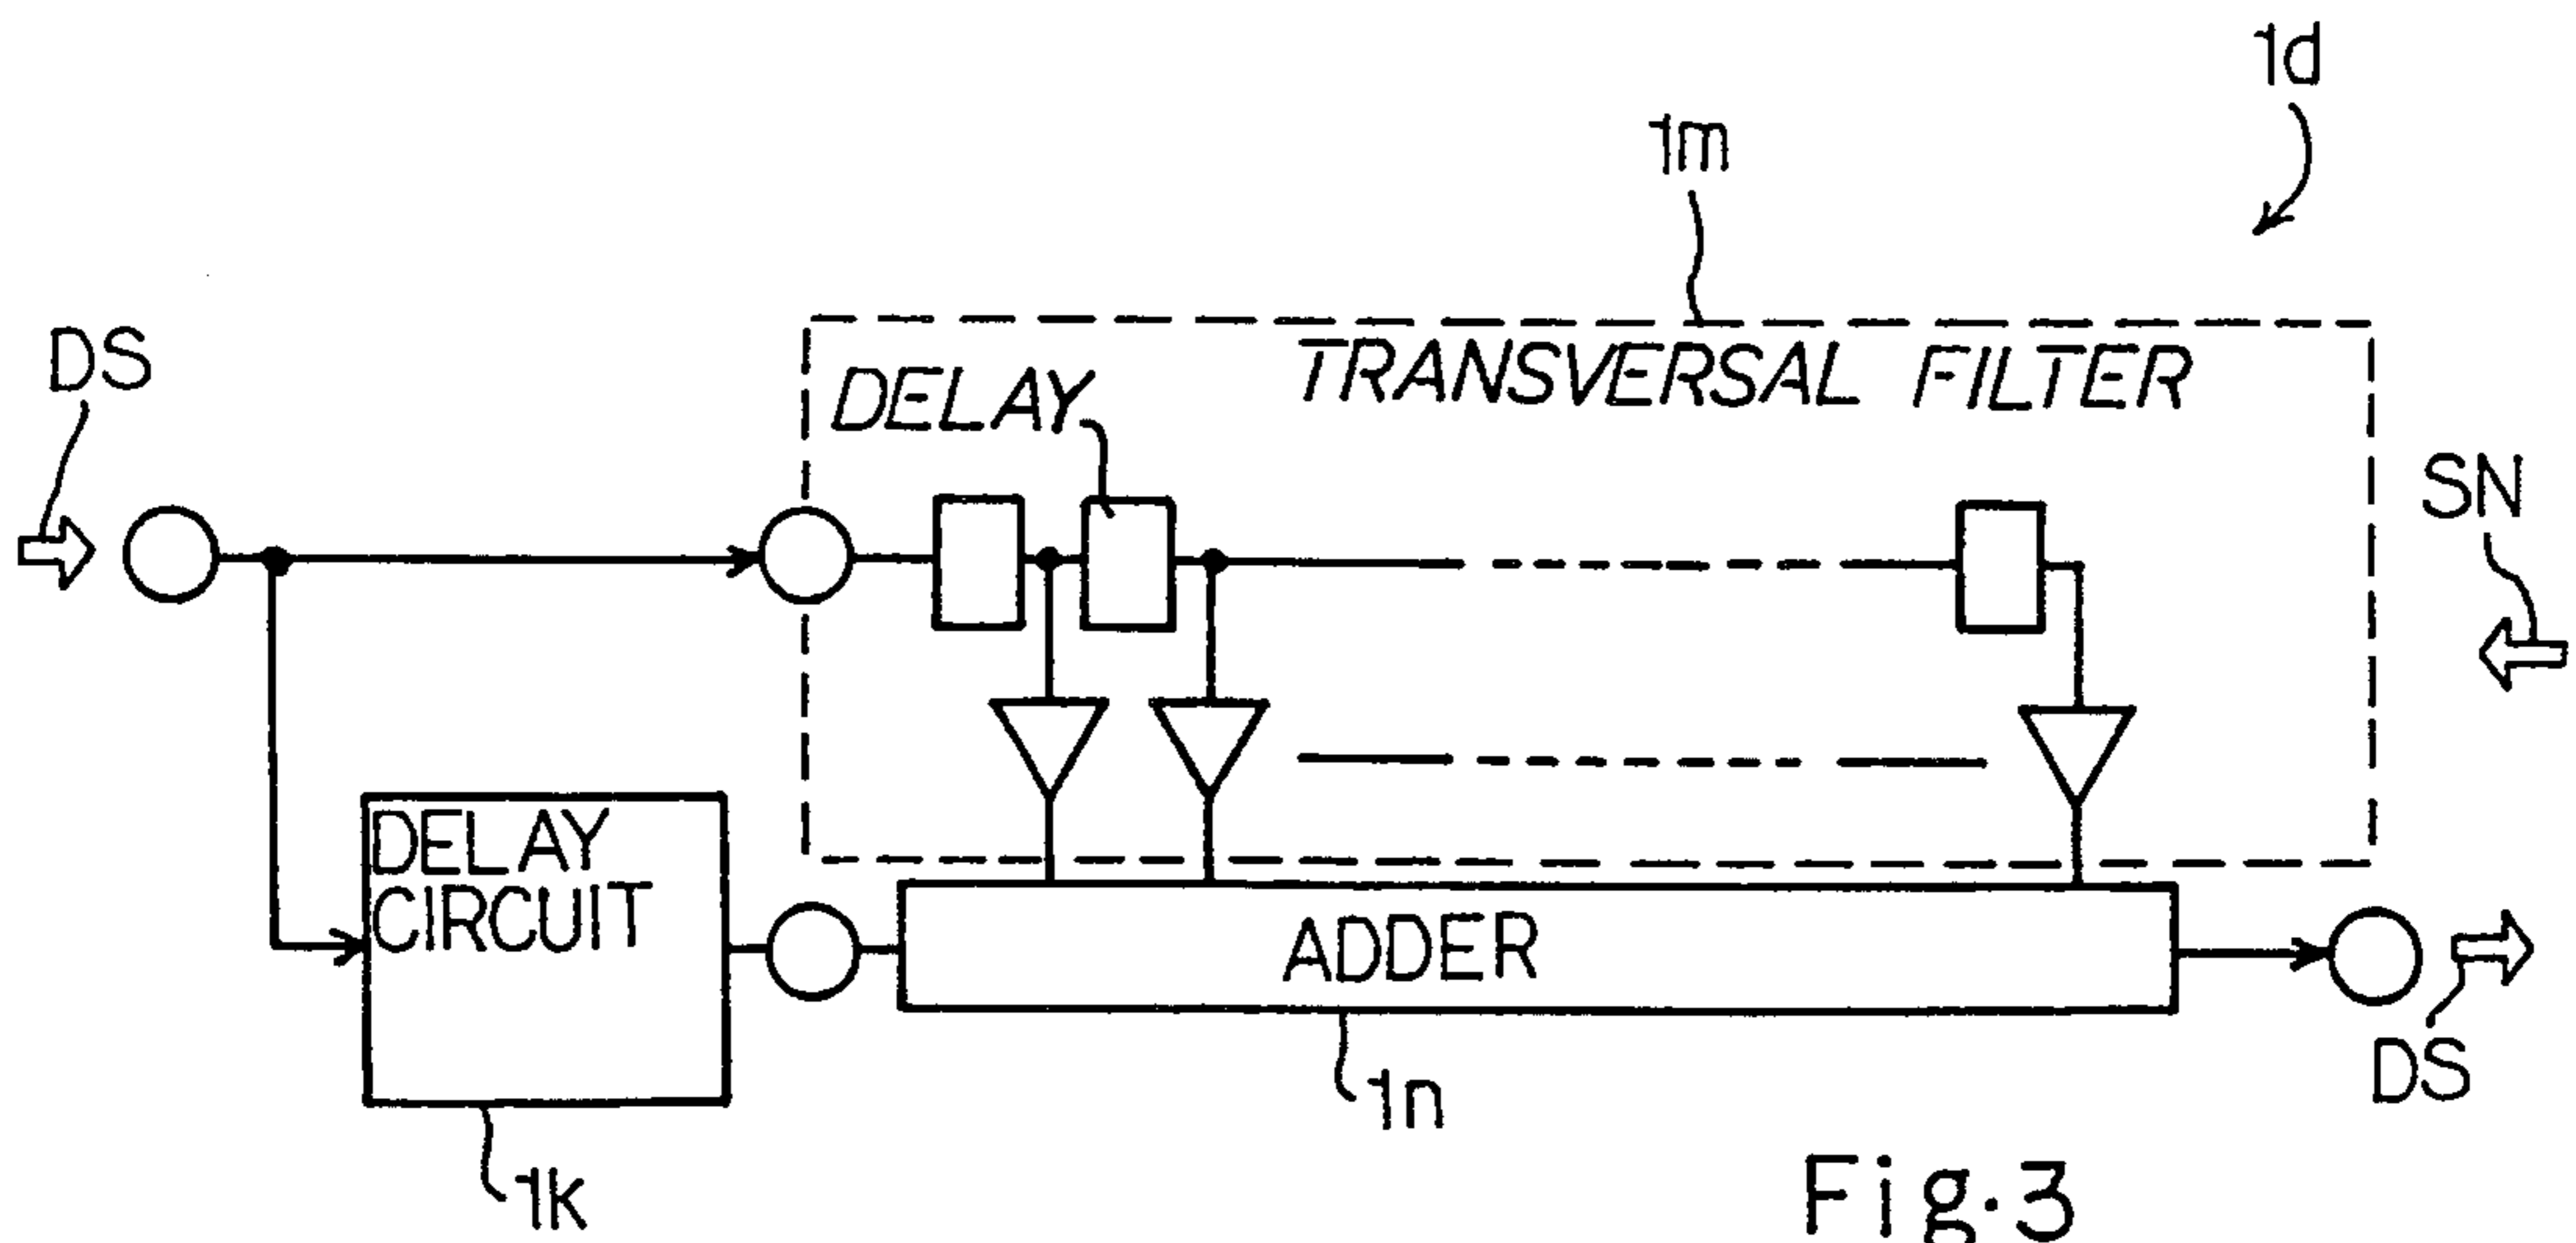 1d
1m
DS
TRANSVERSAL FILTER
DELAY
SN
DELAY
CIRCUIT
ADDER
DS
1n
1k
Fig.3